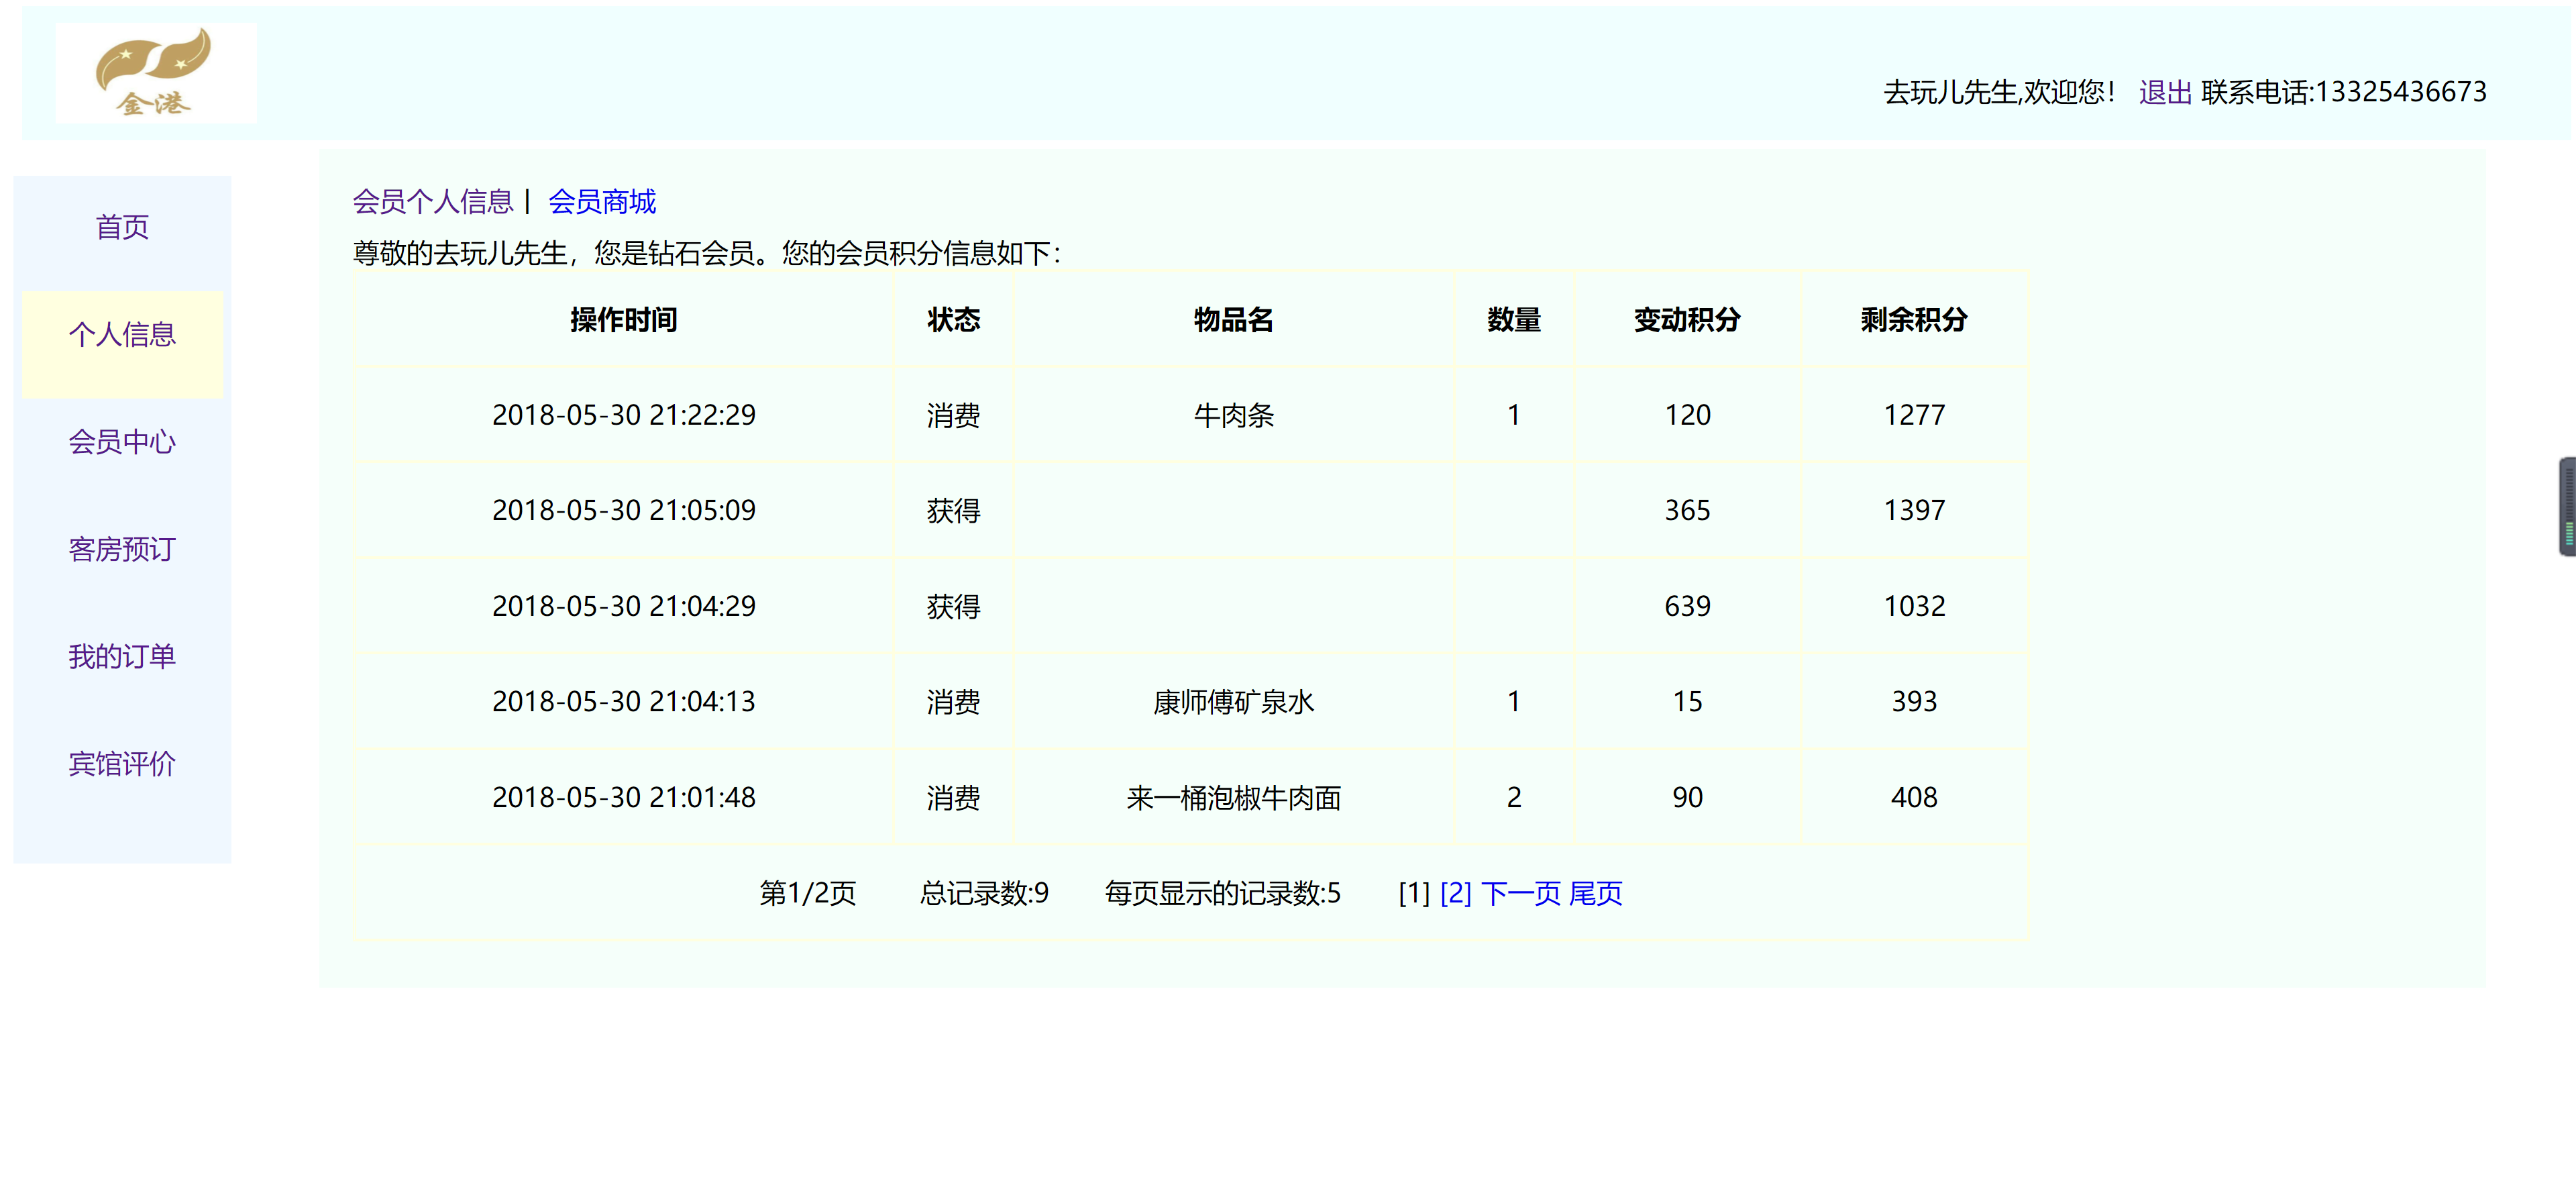 金港
去玩儿先生,欢迎您! 退出 联系电话:13325436673
首页
个人信息
会员中心
客房预订
我的订单
宾馆评价
会员个人信息 | 会员商城
尊敬的去玩儿先生，您是钻石会员。您的会员积分信息如下：
操作时间 状态 物品名 数量 变动积分 剩余积分
2018-05-30 21:22:29 消费 牛肉条 1 120 1277
2018-05-30 21:05:09 获得 365 1397
2018-05-30 21:04:29 获得 639 1032
2018-05-30 21:04:13 消费 康师傅矿泉水 1 15 393
2018-05-30 21:01:48 消费 来一桶泡椒牛肉面 2 90 408
第1/2页 总记录数:9 每页显示的记录数:5 [1] [2] 下一页 尾页